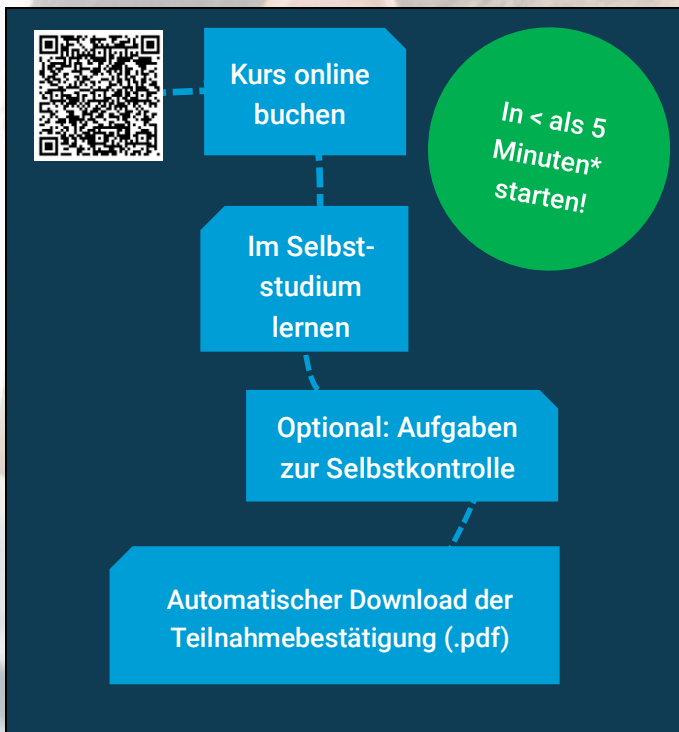 Kurs online
buchen
In < als 5
Minuten*
starten!
Im Selbst-
studium
lernen
Optional: Aufgaben
zur Selbstkontrolle
Automatischer Download der
Teilnahmebestätigung (.pdf)